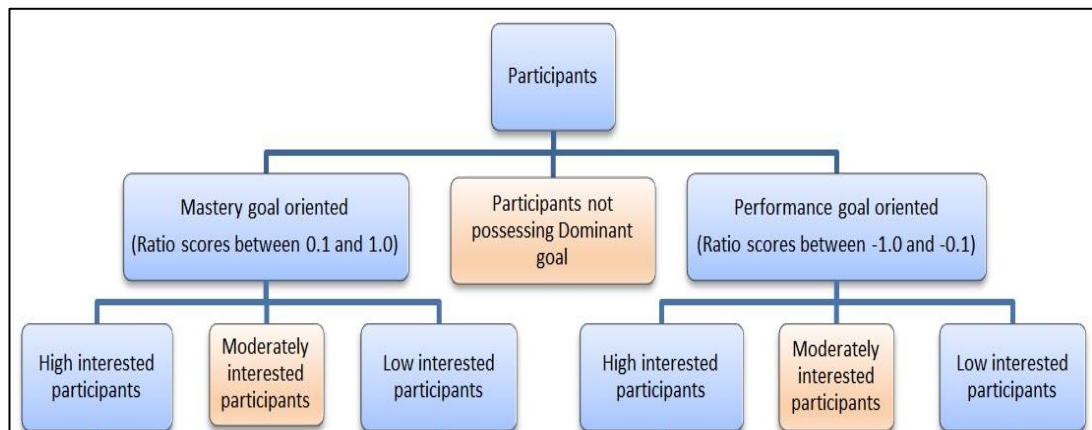 Participants
Mastery goal oriented
(Ratio scores between 0.1 and 1.0)
Participants not
possessing Dominant
goal
Performance goal oriented
(Ratio scores between -1.0 and -0.1)
High interested
participants
Moderately
interested
participants
Low interested
participants
High interested
participants
Moderately
interested
participants
Low interested
participants